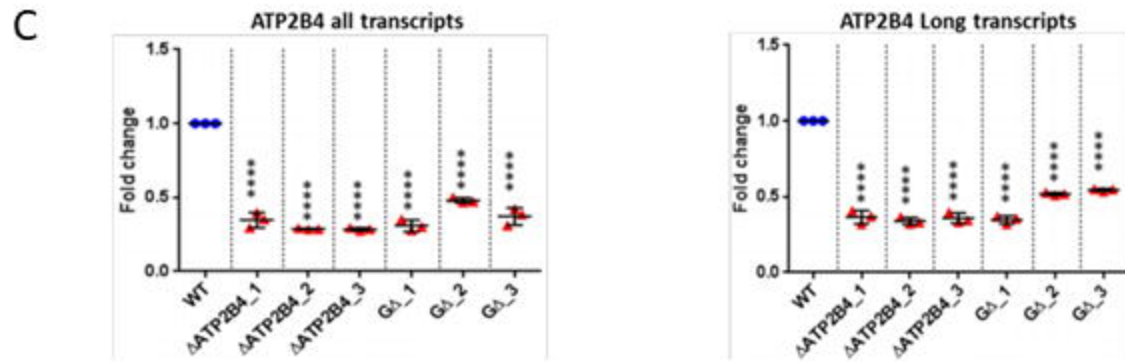 C
ATP2B4 all transcripts
Fold change
1.5
1.0
0.5
0.0
****
****
****
****
****
****
WT
ΔATP2B4_1
ΔATP2B4_2
ΔATP2B4_3
GΔ_1
GΔ_2
GΔ_3
ATP2B4 Long transcripts
Fold change
1.5
1.0
0.5
0.0
****
****
****
****
****
****
WT
ΔATP2B4_1
ΔATP2B4_2
ΔATP2B4_3
GΔ_1
GΔ_2
GΔ_3